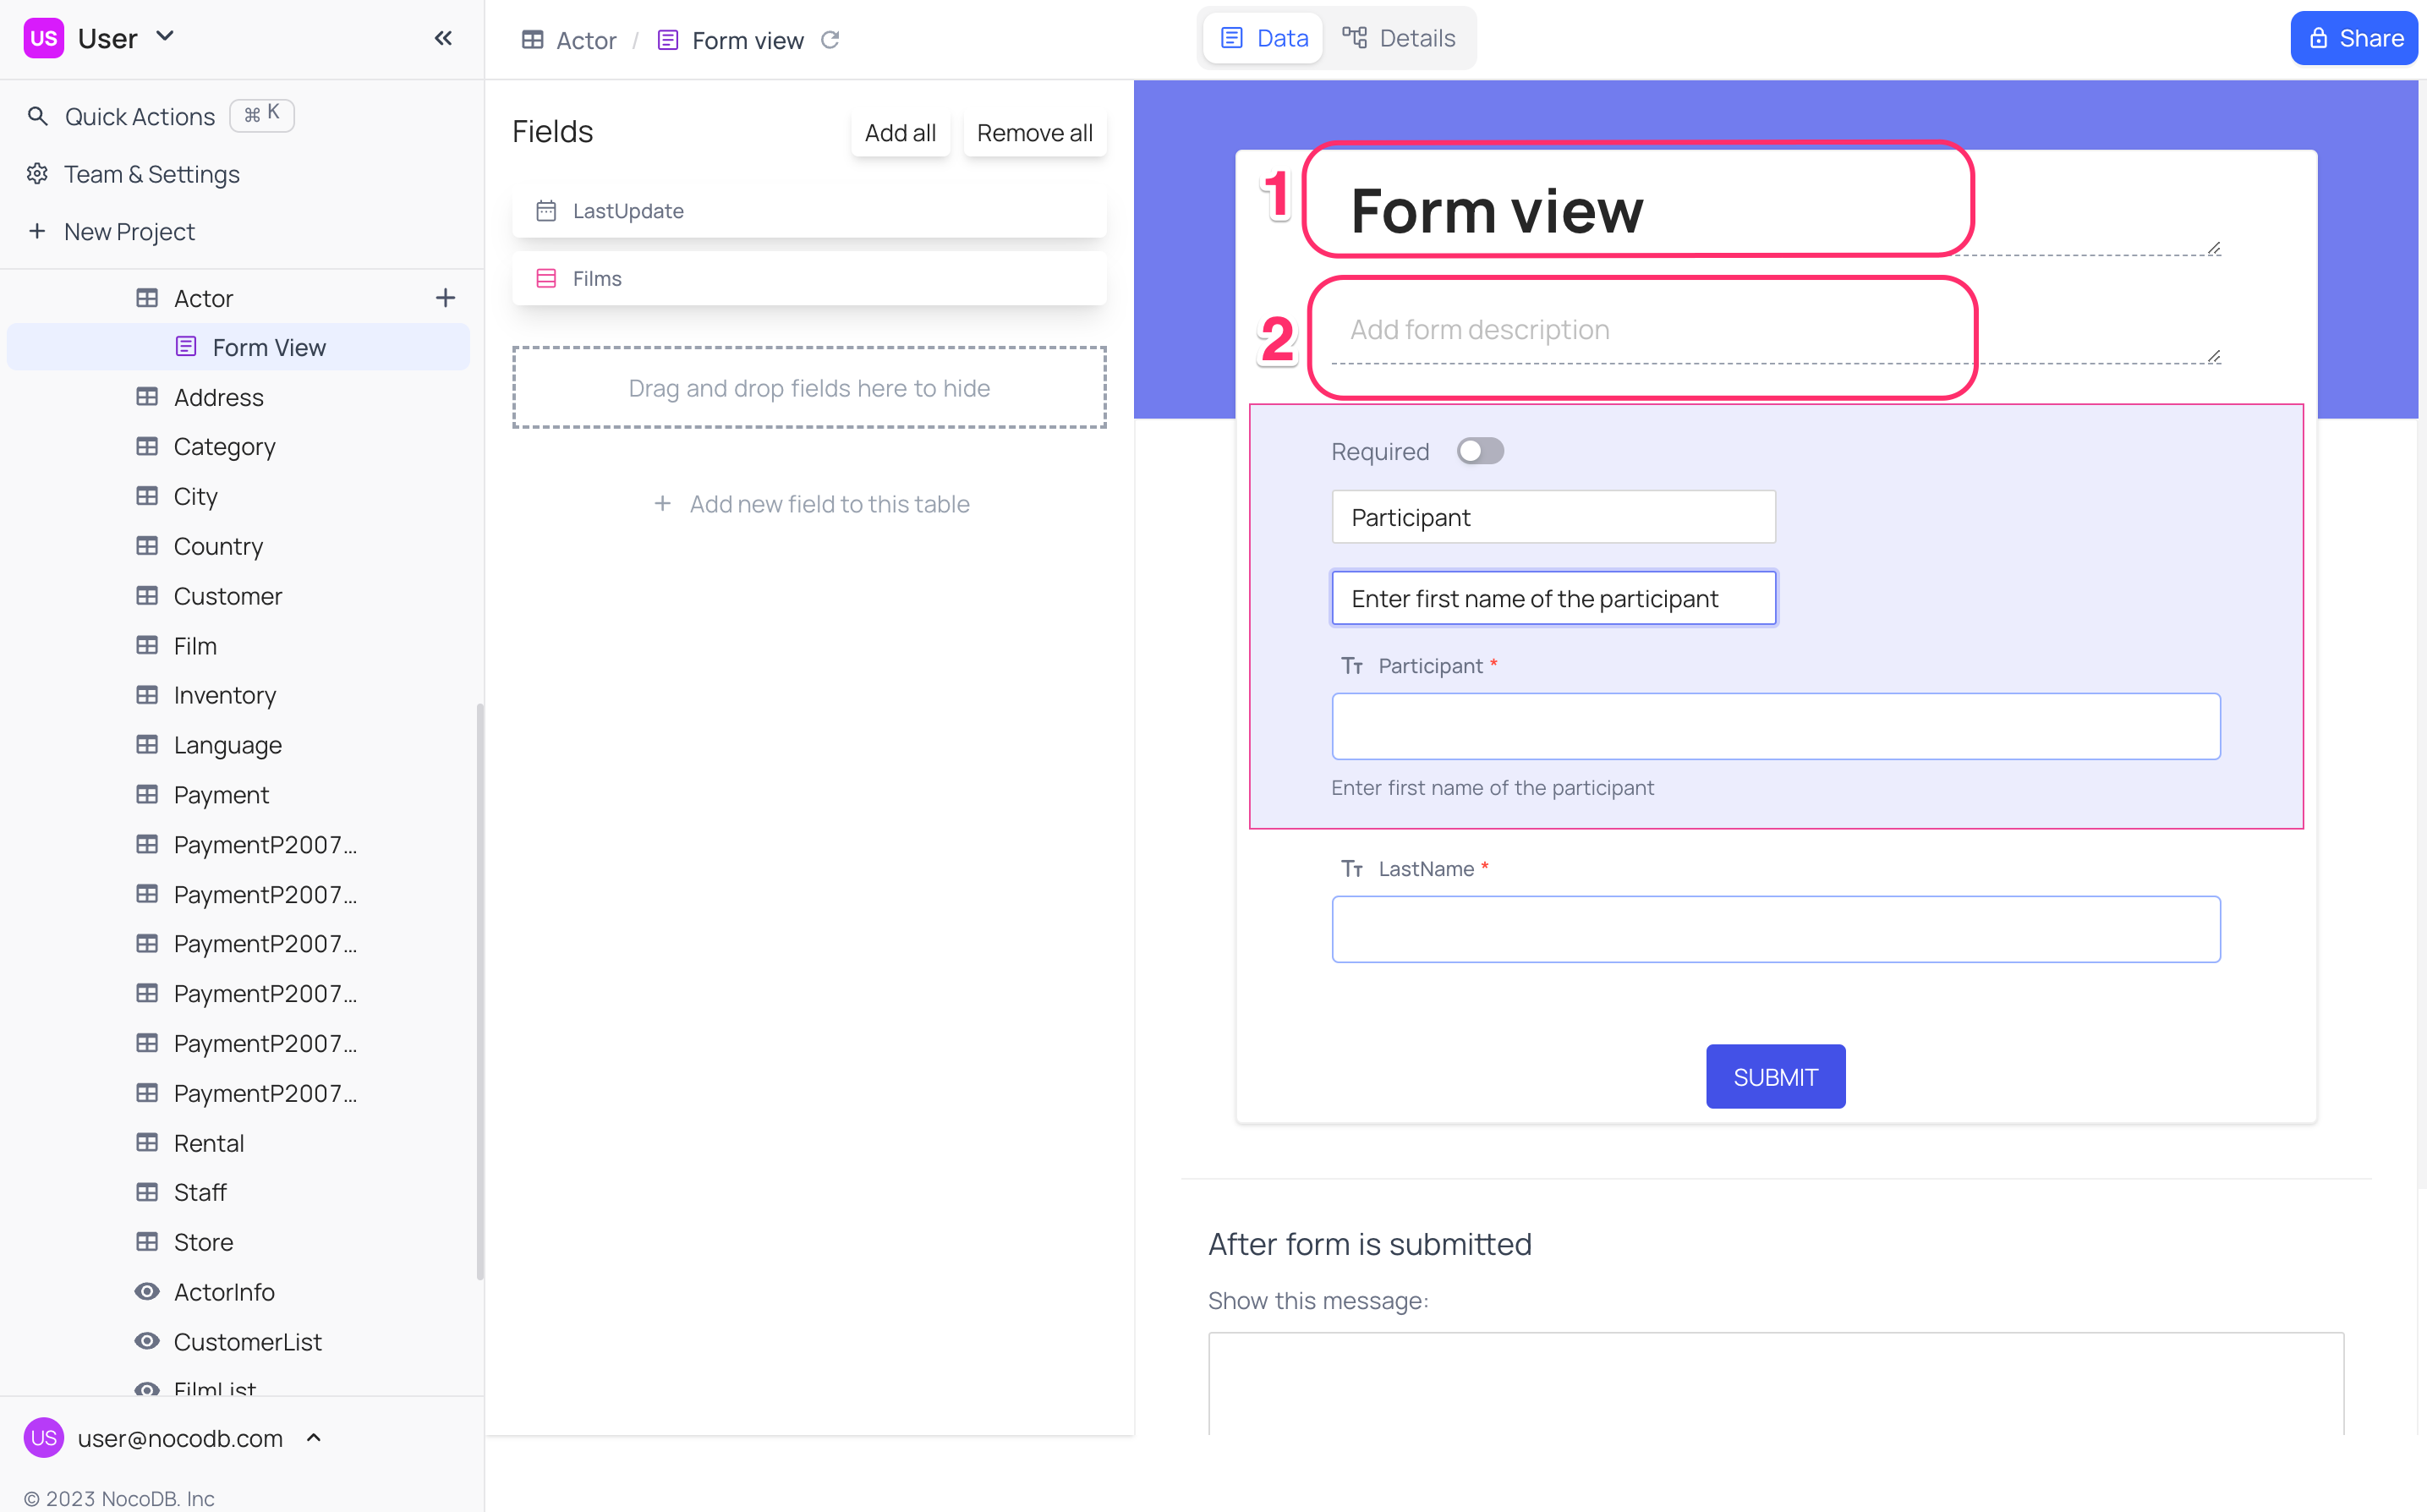 US User
Quick Actions ⌘ K
Team & Settings
New Project
Actor
Form View
Address
Category
City
Country
Customer
Film
Inventory
Language
Payment
PaymentP2007...
PaymentP2007...
PaymentP2007...
PaymentP2007...
PaymentP2007...
PaymentP2007...
Rental
Staff
Store
ActorInfo
CustomerList
FilmList
US user@nocodb.com
© 2023 NocoDB. Inc
Actor / Form view
Data Details
Share
Fields Add all Remove all
LastUpdate
Films
Drag and drop fields here to hide
+ Add new field to this table
1 Form view
2 Add form description
Required
Participant
Enter first name of the participant
Tт Participant *
Enter first name of the participant
Tт LastName *
SUBMIT
After form is submitted
Show this message: